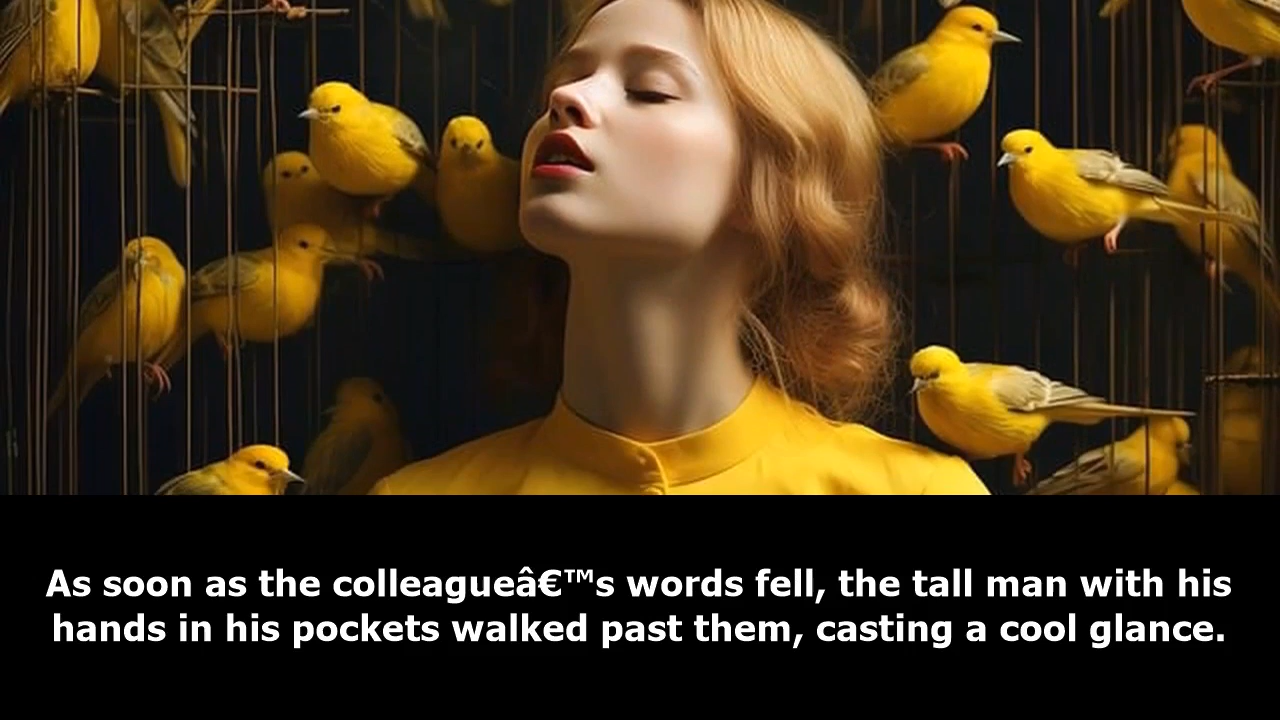 As soon as the colleagueâ€™s words fell, the tall man with his
hands in his pockets walked past them, casting a cool glance.